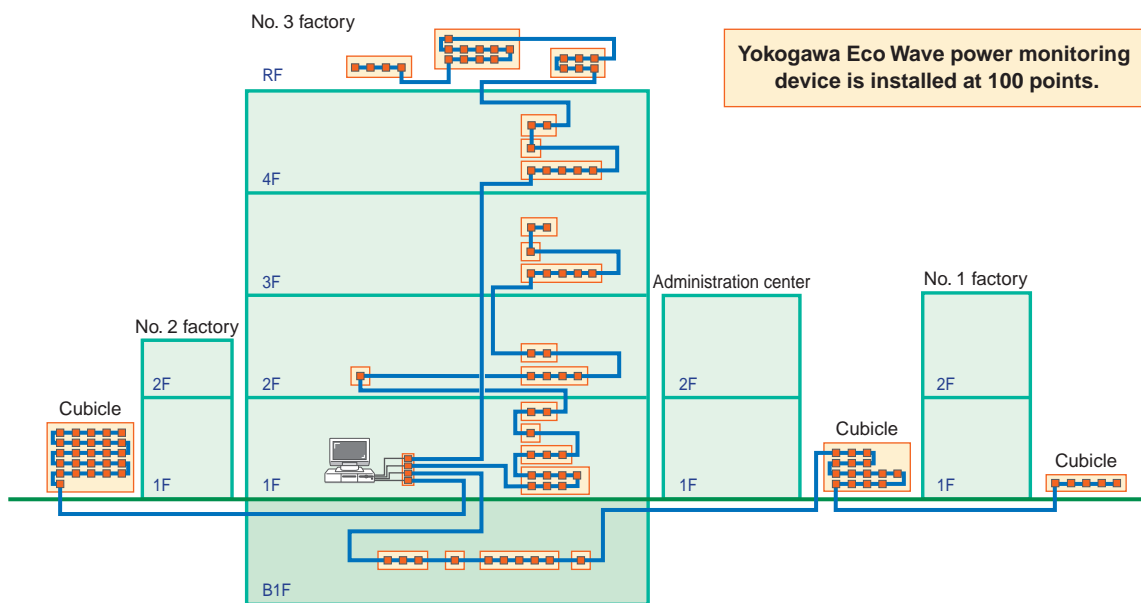 No. 3 factory
Yokogawa Eco Wave power monitoring
device is installed at 100 points.
RF
4F
3F
Administration center
No. 1 factory
No. 2 factory
2F
2F
2F
2F
Cubicle
Cubicle
Cubicle
1F
1F
1F
1F
B1F